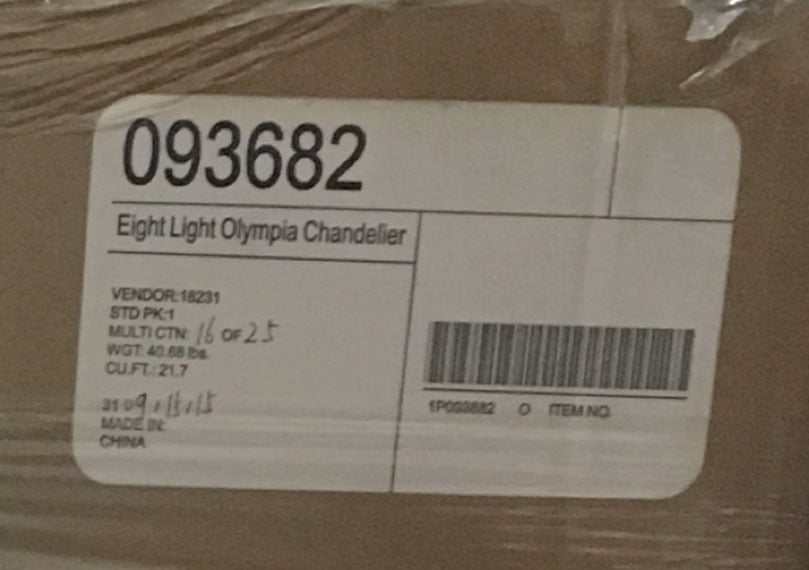 093682
Eight Light Olympia Chandelier
VENDOR:18231
STD PK:1
MULTI CTN: 16 OF 25
WGT: 40.68 lbs.
CU.FT.: 21.7
MADE IN:
CHINA
1P093682 O ITEM NO.